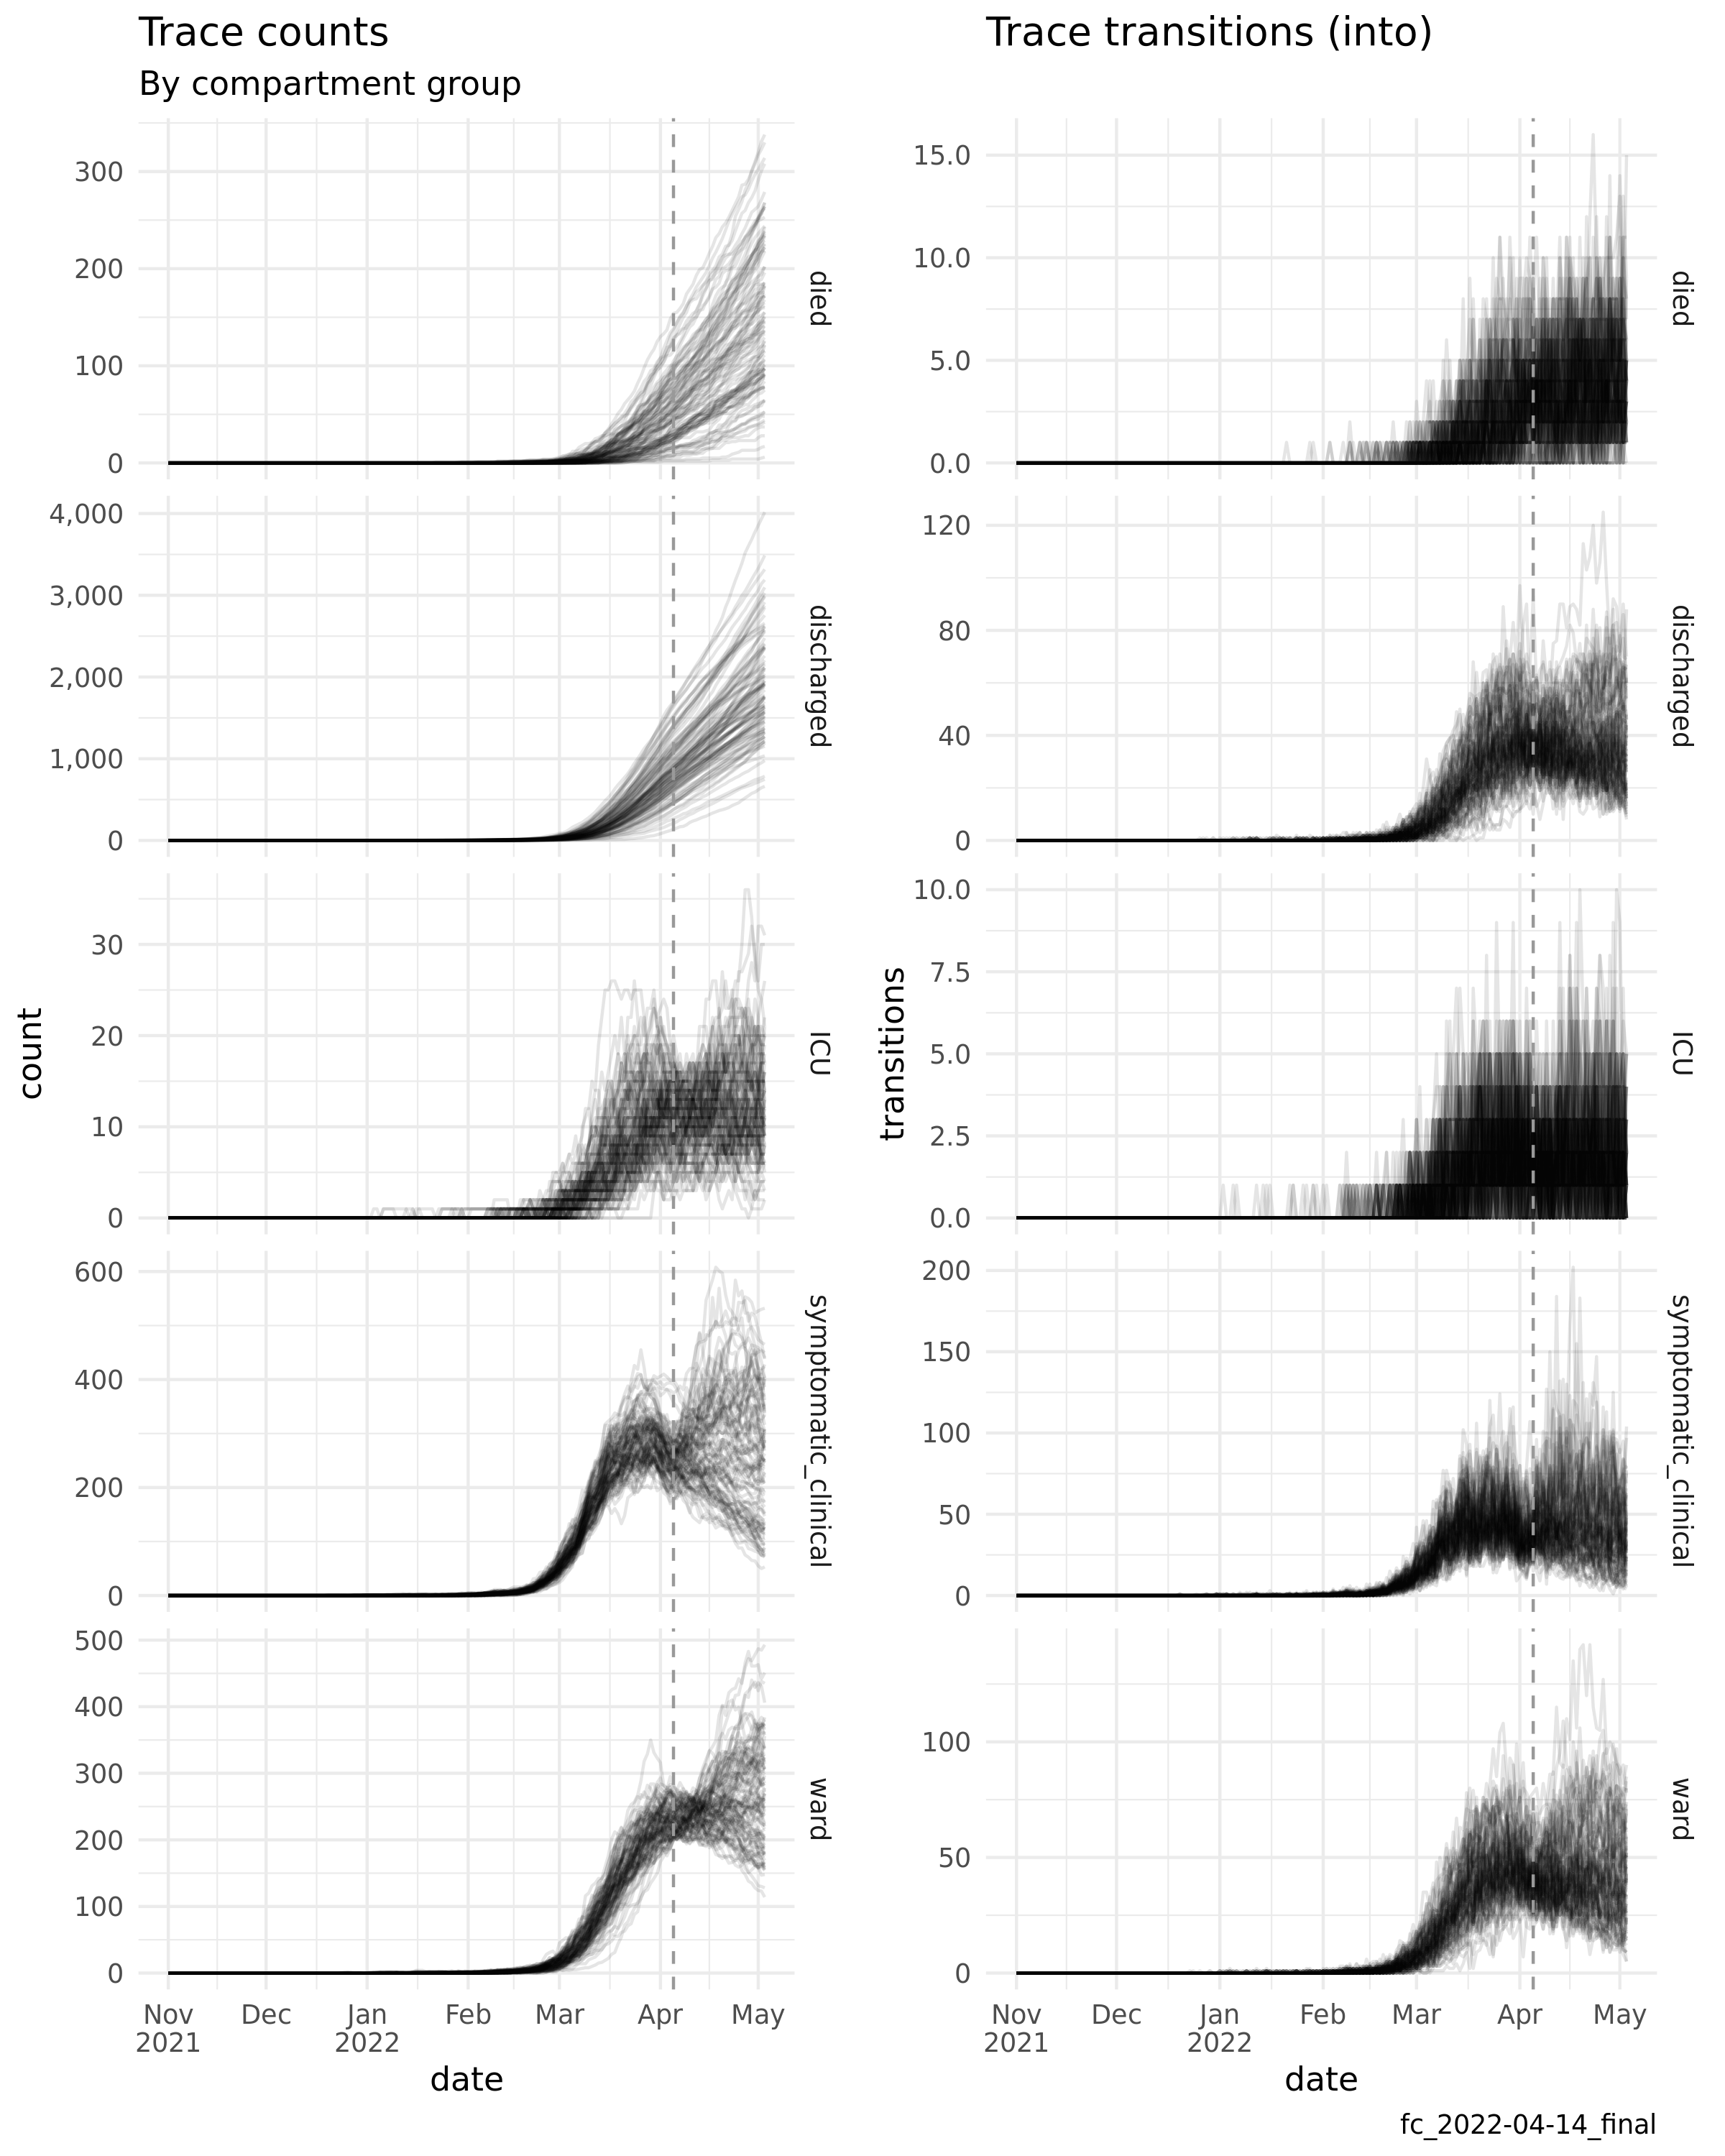 Trace counts
By compartment group
300
200
100
0
died
4,000
3,000
2,000
1,000
0
discharged
30
20
10
0
ICU
600
400
200
0
symptomatic_clinical
500
400
300
200
100
0
ward
count
Nov Dec Jan Feb Mar Apr May
2021 2022
date
Trace transitions (into)
15.0
10.0
5.0
0.0
died
120
80
40
0
discharged
10.0
7.5
5.0
2.5
0.0
ICU
200
150
100
50
0
symptomatic_clinical
100
50
0
ward
transitions
Nov Dec Jan Feb Mar Apr May
2021 2022
date
fc_2022-04-14_final